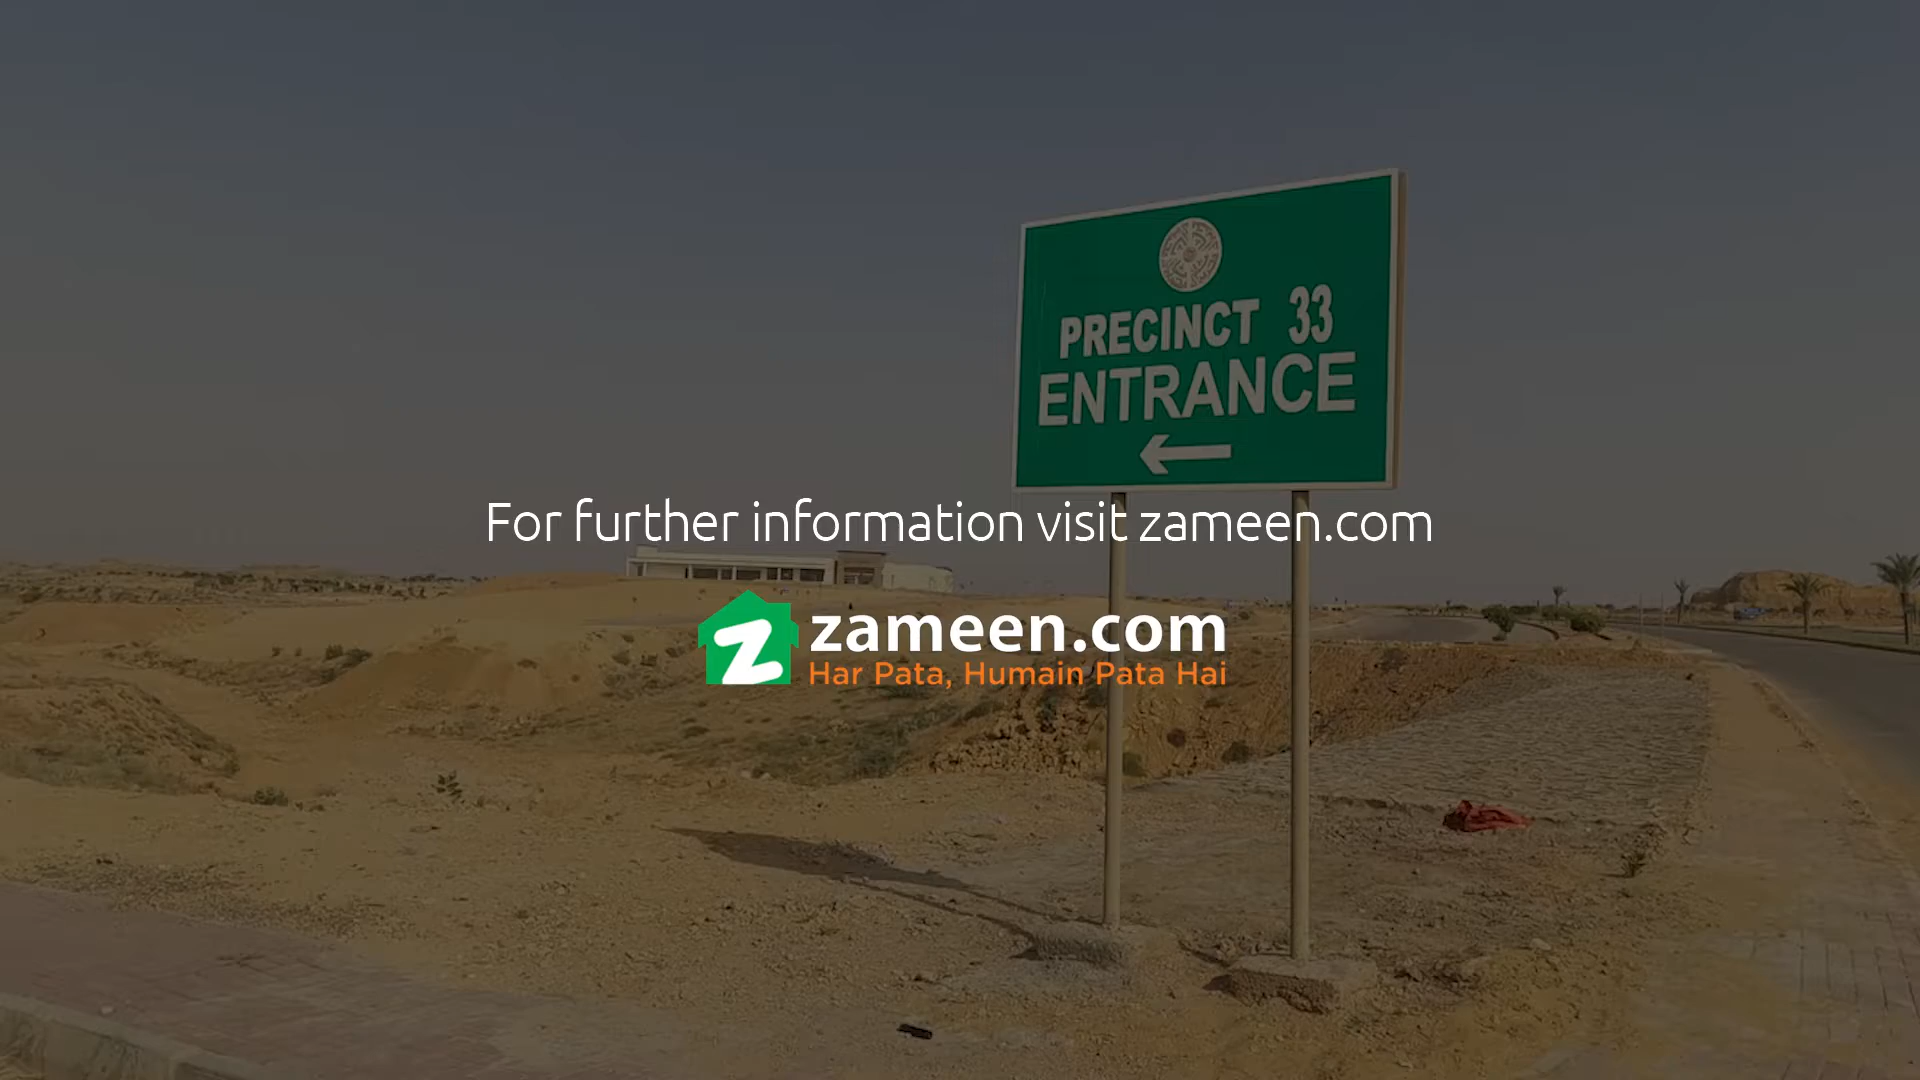 PRECINCT 33
ENTRANCE
For further information visit zameen.com
zameen.com
Har Pata, Humain Pata Hai